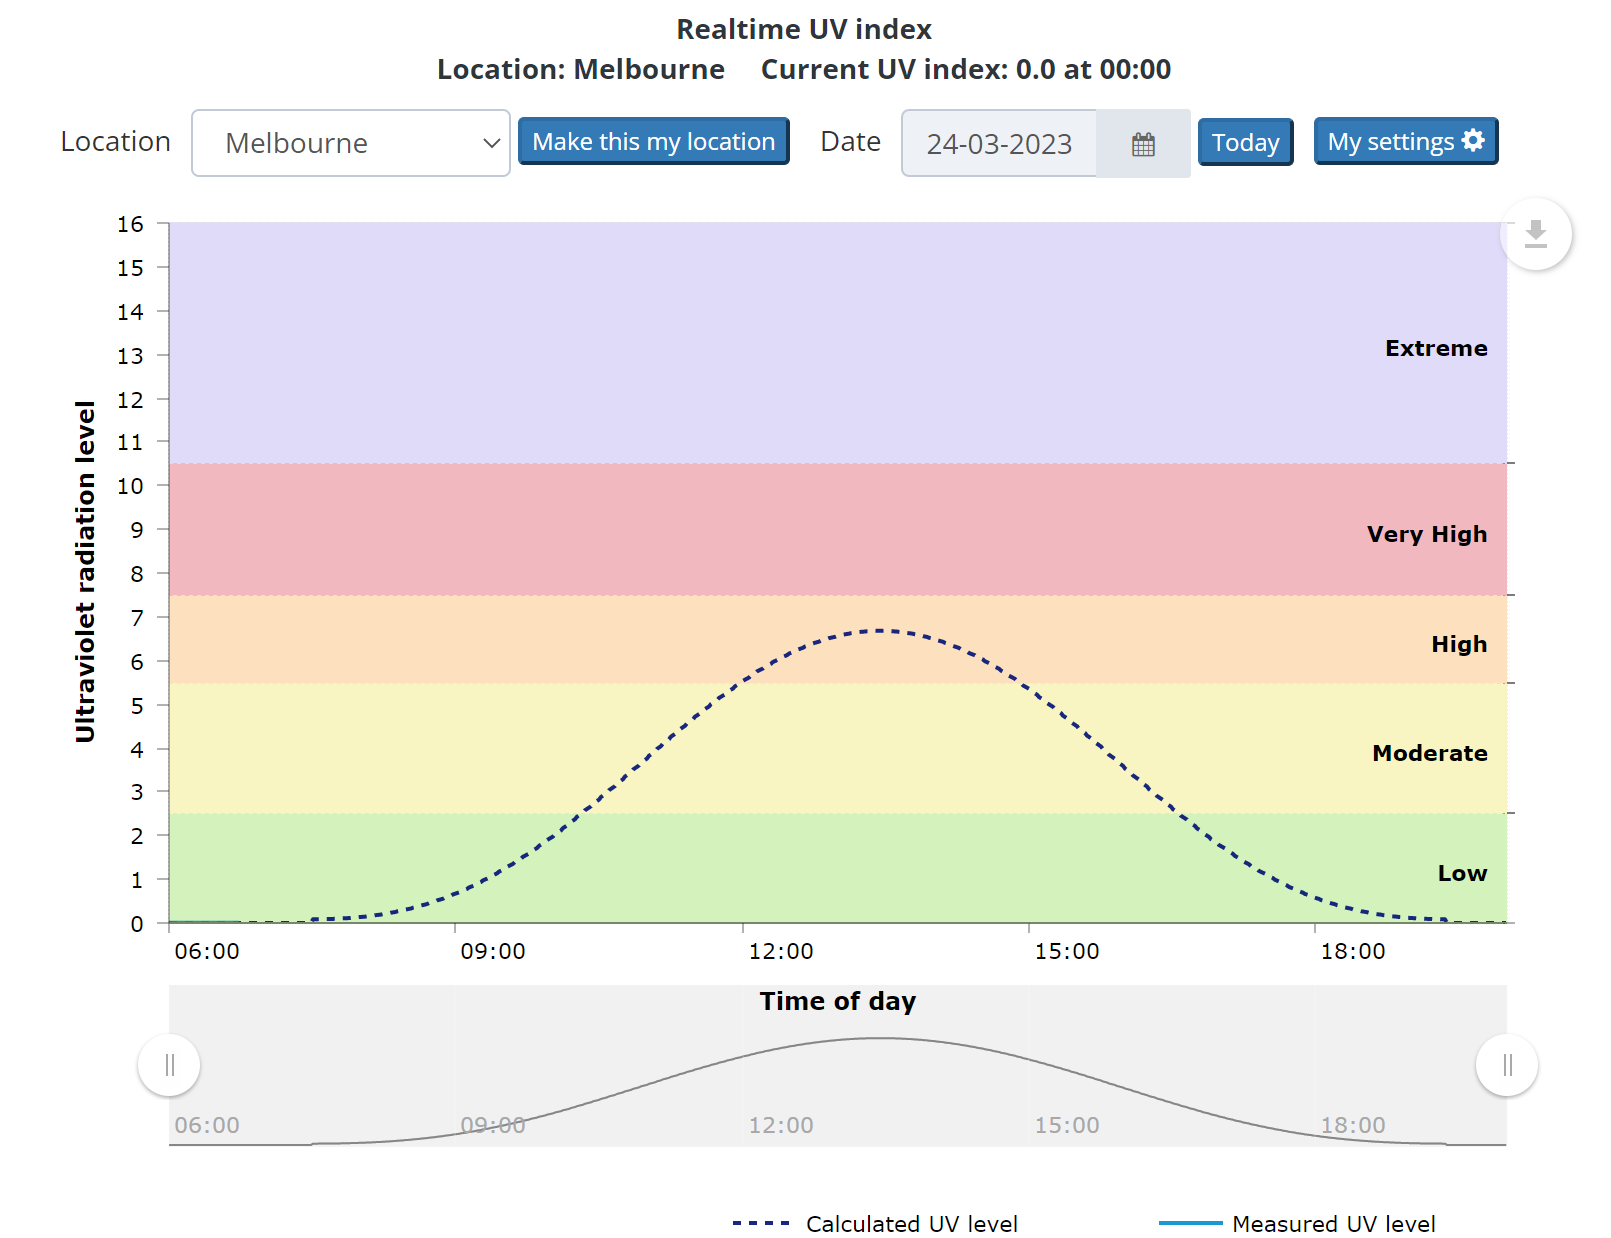 Realtime UV index
Location: Melbourne Current UV index: 0.0 at 00:00
Location Melbourne Make this my location Date 24-03-2023 Today My settings
16
15
14
13
12
11
10
9
8
7
6
5
4
3
2
1
0
Ultraviolet radiation level
Extreme
Very High
High
Moderate
Low
06:00 09:00 12:00 15:00 18:00
Time of day
06:00 09:00 12:00 15:00 18:00
Calculated UV level Measured UV level